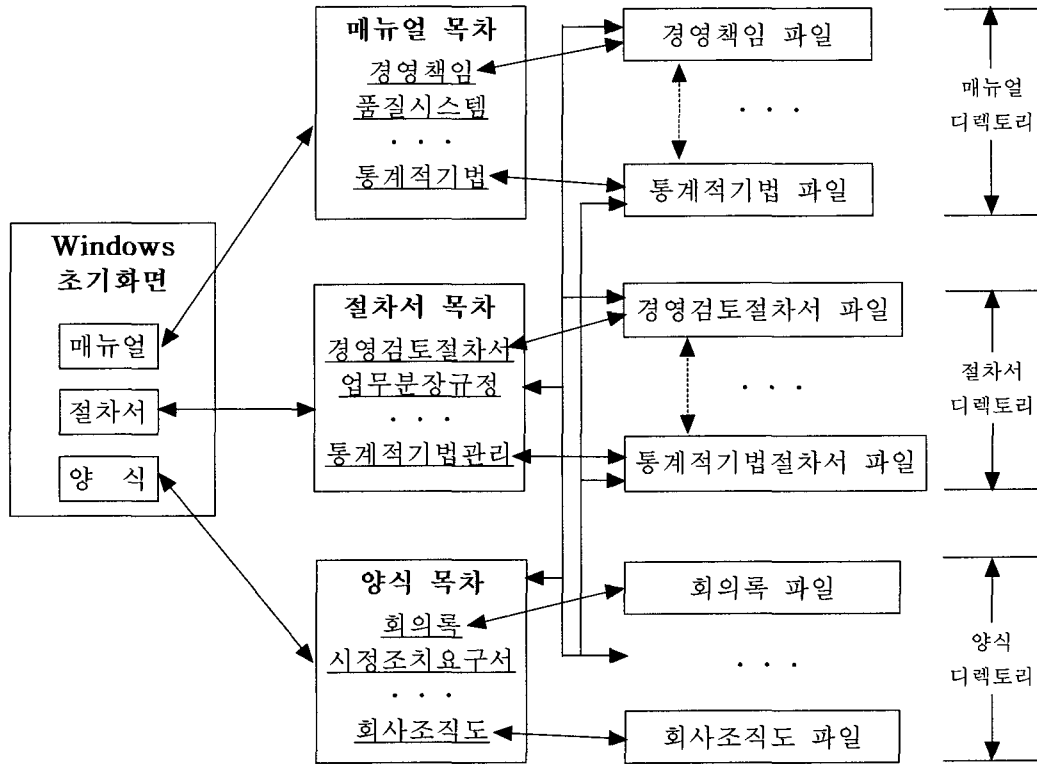 Windows
초기화면
매뉴얼
절차서
양 식
매뉴얼 목차
경영책임
품질시스템
. . .
통계적기법
절차서 목차
경영검토절차서
업무분장규정
. . .
통계적기법관리
양식 목차
회의록
시정조치요구서
. . .
회사조직도
경영책임 파일
. . .
통계적기법 파일
경영검토절차서 파일
. . .
통계적기법절차서 파일
회의록 파일
. . .
회사조직도 파일
매뉴얼
디렉토리
절차서
디렉토리
양식
디렉토리